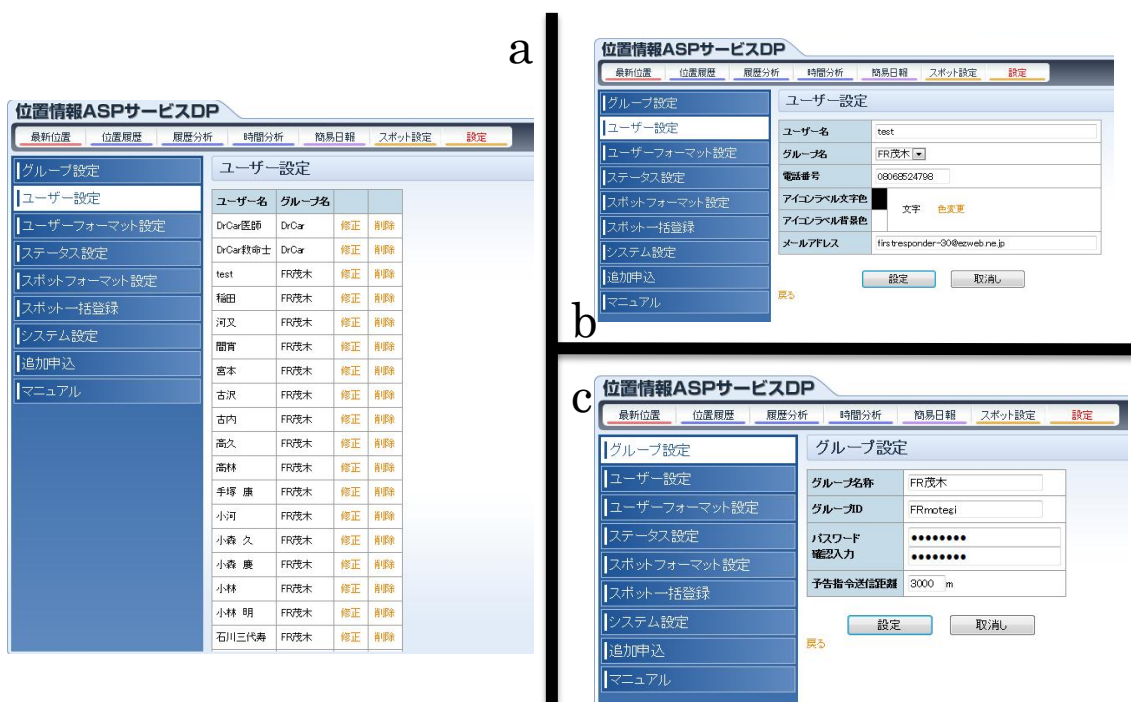 a
位置情報ASPサービスDP
最新位置 位置履歴 履歴分析 時間分析 簡易日報 スポット設定 設定
グループ設定
ユーザー設定
ユーザーフォーマット設定
ステータス設定
スポットフォーマット設定
スポット一括登録
システム設定
追加申込
マニュアル
ユーザー設定
ユーザー名 グループ名
DrCar医師 DrCar 修正 削除
DrCar救命士 DrCar 修正 削除
test FR茂木 修正 削除
稲田 FR茂木 修正 削除
河又 FR茂木 修正 削除
間宵 FR茂木 修正 削除
宮本 FR茂木 修正 削除
古沢 FR茂木 修正 削除
古内 FR茂木 修正 削除
高久 FR茂木 修正 削除
高林 FR茂木 修正 削除
手塚 康 FR茂木 修正 削除
小河 FR茂木 修正 削除
小森 久 FR茂木 修正 削除
小森 慶 FR茂木 修正 削除
小林 FR茂木 修正 削除
小林 明 FR茂木 修正 削除
石川三代寿 FR茂木 修正 削除
b
位置情報ASPサービスDP
最新位置 位置履歴 履歴分析 時間分析 簡易日報 スポット設定 設定
グループ設定
ユーザー設定
ユーザーフォーマット設定
ステータス設定
スポットフォーマット設定
スポット一括登録
システム設定
追加申込
マニュアル
ユーザー設定
ユーザー名 test
グループ名 FR茂木
電話番号 08068524798
アイコンラベル文字色
文字 色変更
アイコンラベル背景色
メールアドレス firstresponder-30@ezweb.ne.jp
設定 取消し
戻る
c
位置情報ASPサービスDP
最新位置 位置履歴 履歴分析 時間分析 簡易日報 スポット設定 設定
グループ設定
ユーザー設定
ユーザーフォーマット設定
ステータス設定
スポットフォーマット設定
スポット一括登録
システム設定
追加申込
マニュアル
グループ設定
グループ名称 FR茂木
グループID FRmotegi
パスワード ●●●●●●●●
確認入力 ●●●●●●●●
予告指令送信距離 3000 m
設定 取消し
戻る